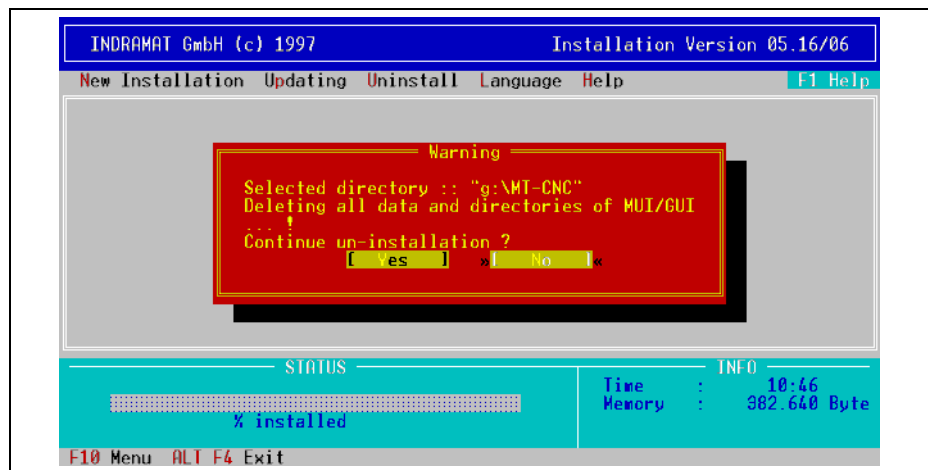 INDRAMAT GmbH (c) 1997 Installation Version 05.16/06
New Installation Updating Uninstall Language Help F1 Help
Warning
Selected directory :: "g:\MT-CNC"
Deleting all data and directories of MUI/GUI
... !
Continue un-installation ?
[ Yes ] »[ No ]«
STATUS
INFO
Time : 10:46
Memory : 382.640 Byte
% installed
F10 Menu ALT F4 Exit